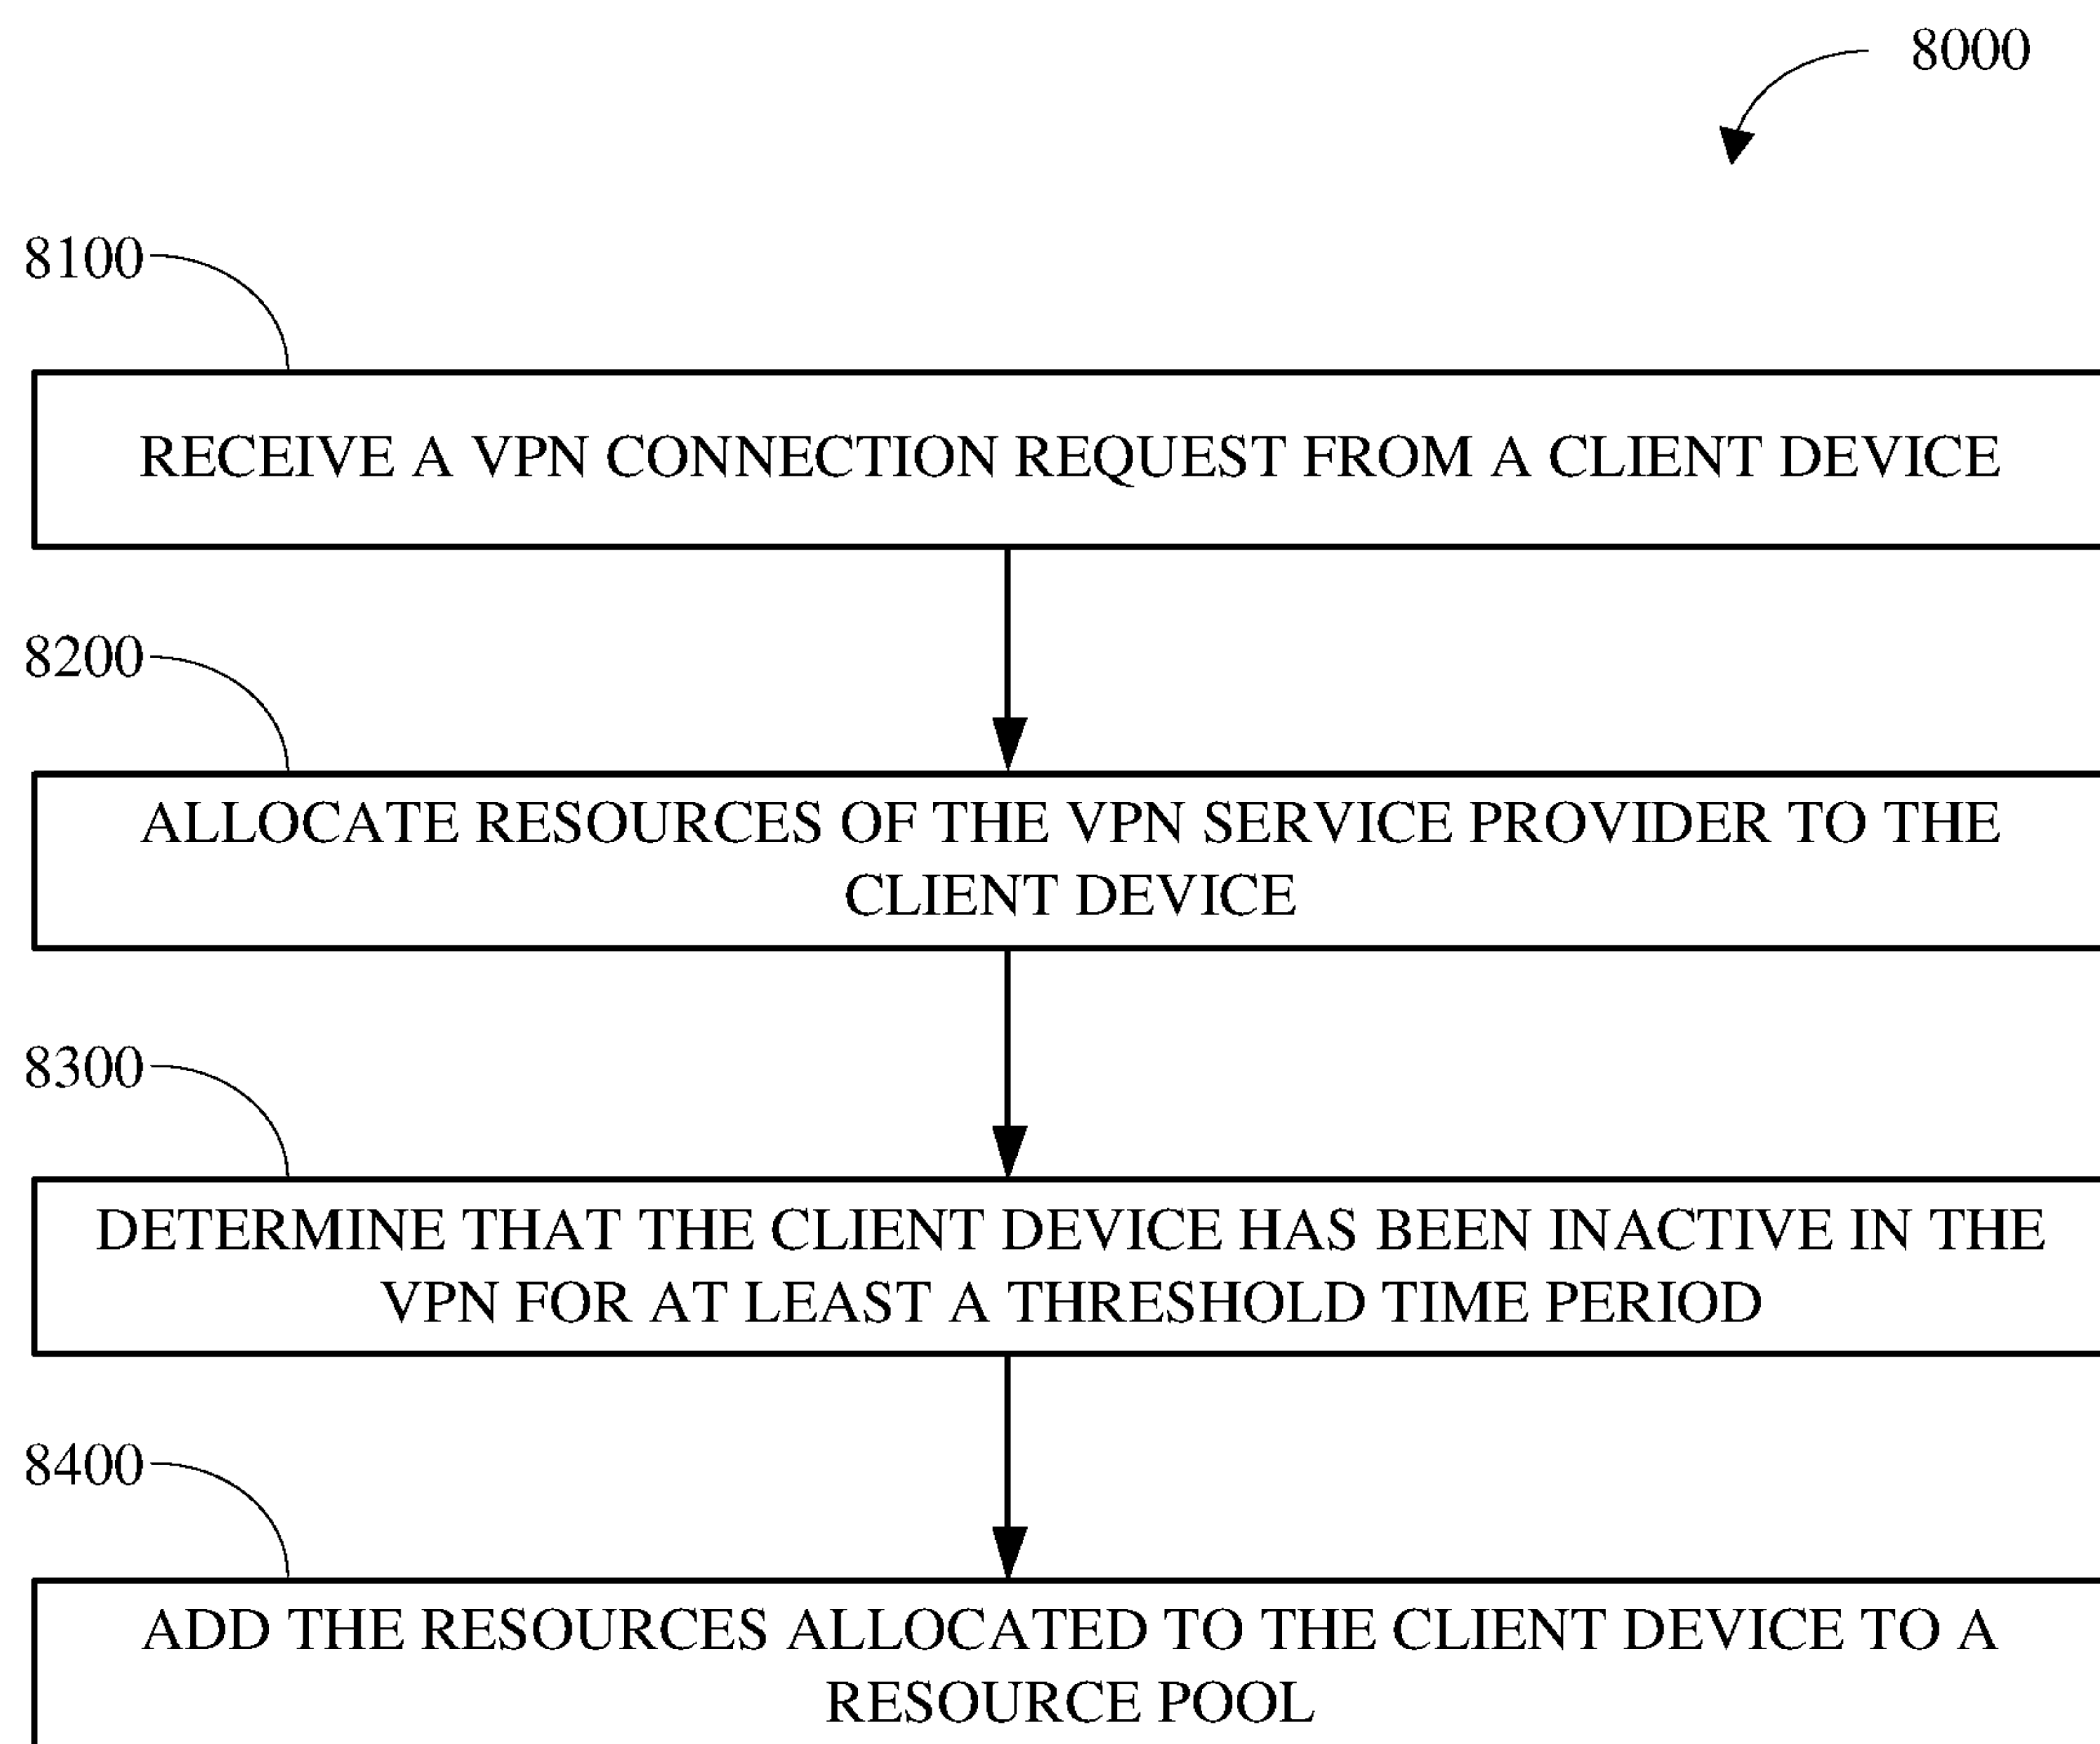 8000
8100
RECEIVE A VPN CONNECTION REQUEST FROM A CLIENT DEVICE
8200
ALLOCATE RESOURCES OF THE VPN SERVICE PROVIDER TO THE
CLIENT DEVICE
8300
DETERMINE THAT THE CLIENT DEVICE HAS BEEN INACTIVE IN THE
VPN FOR AT LEAST A THRESHOLD TIME PERIOD
8400
ADD THE RESOURCES ALLOCATED TO THE CLIENT DEVICE TO A
RESOURCE POOL